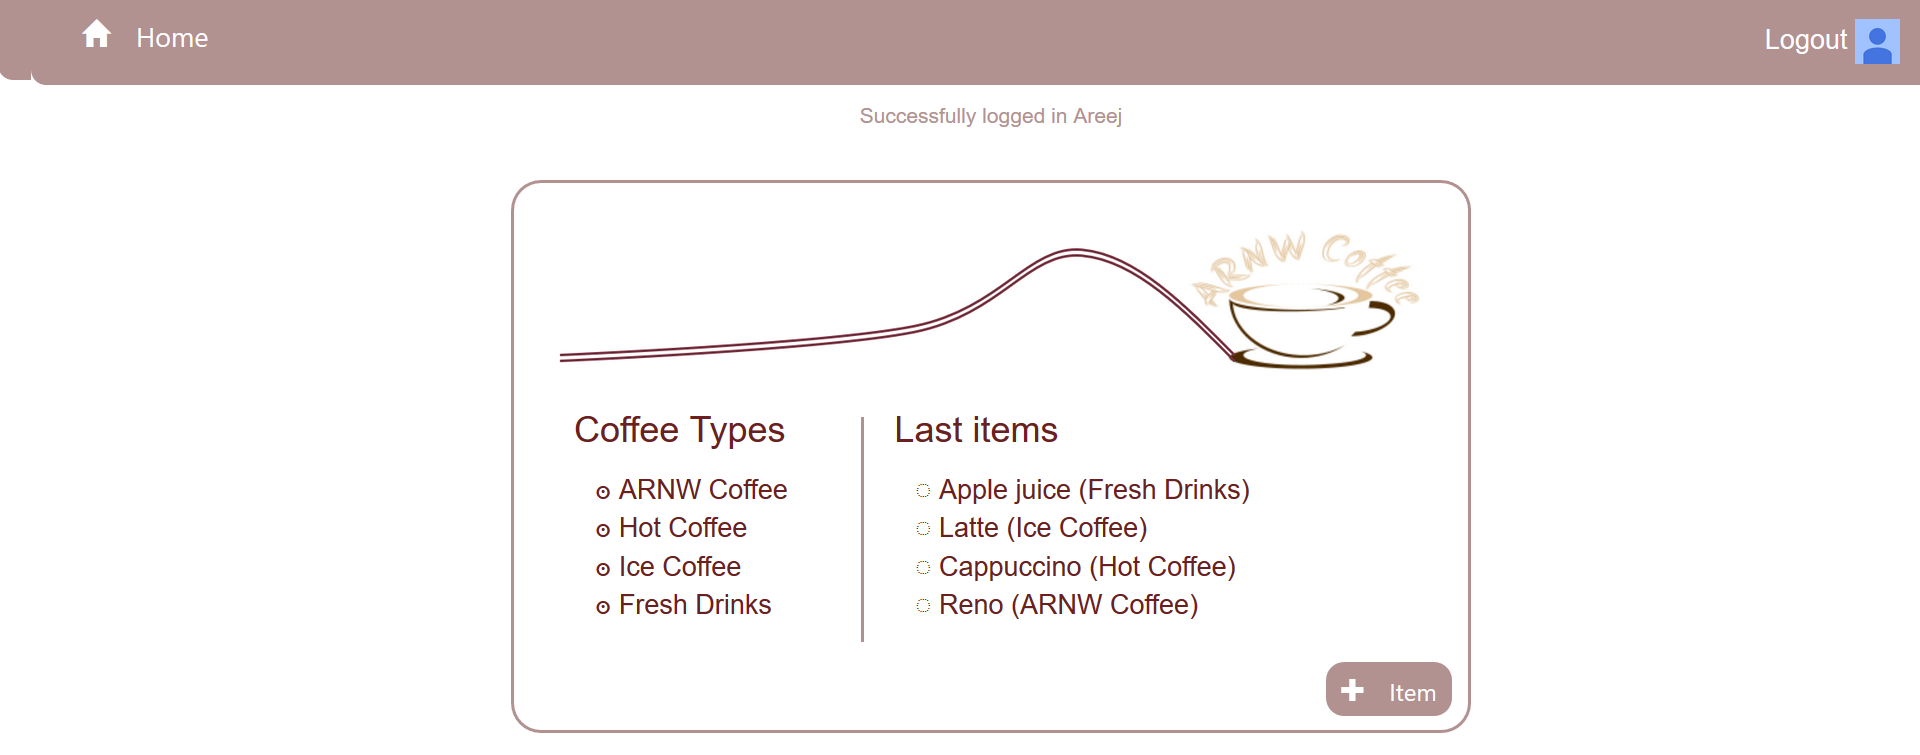 Home
Logout
Successfully logged in Areej
ARNW Coffee
Coffee Types
ARNW Coffee
Hot Coffee
Ice Coffee
Fresh Drinks
Last items
Apple juice (Fresh Drinks)
Latte (Ice Coffee)
Cappuccino (Hot Coffee)
Reno (ARNW Coffee)
Item